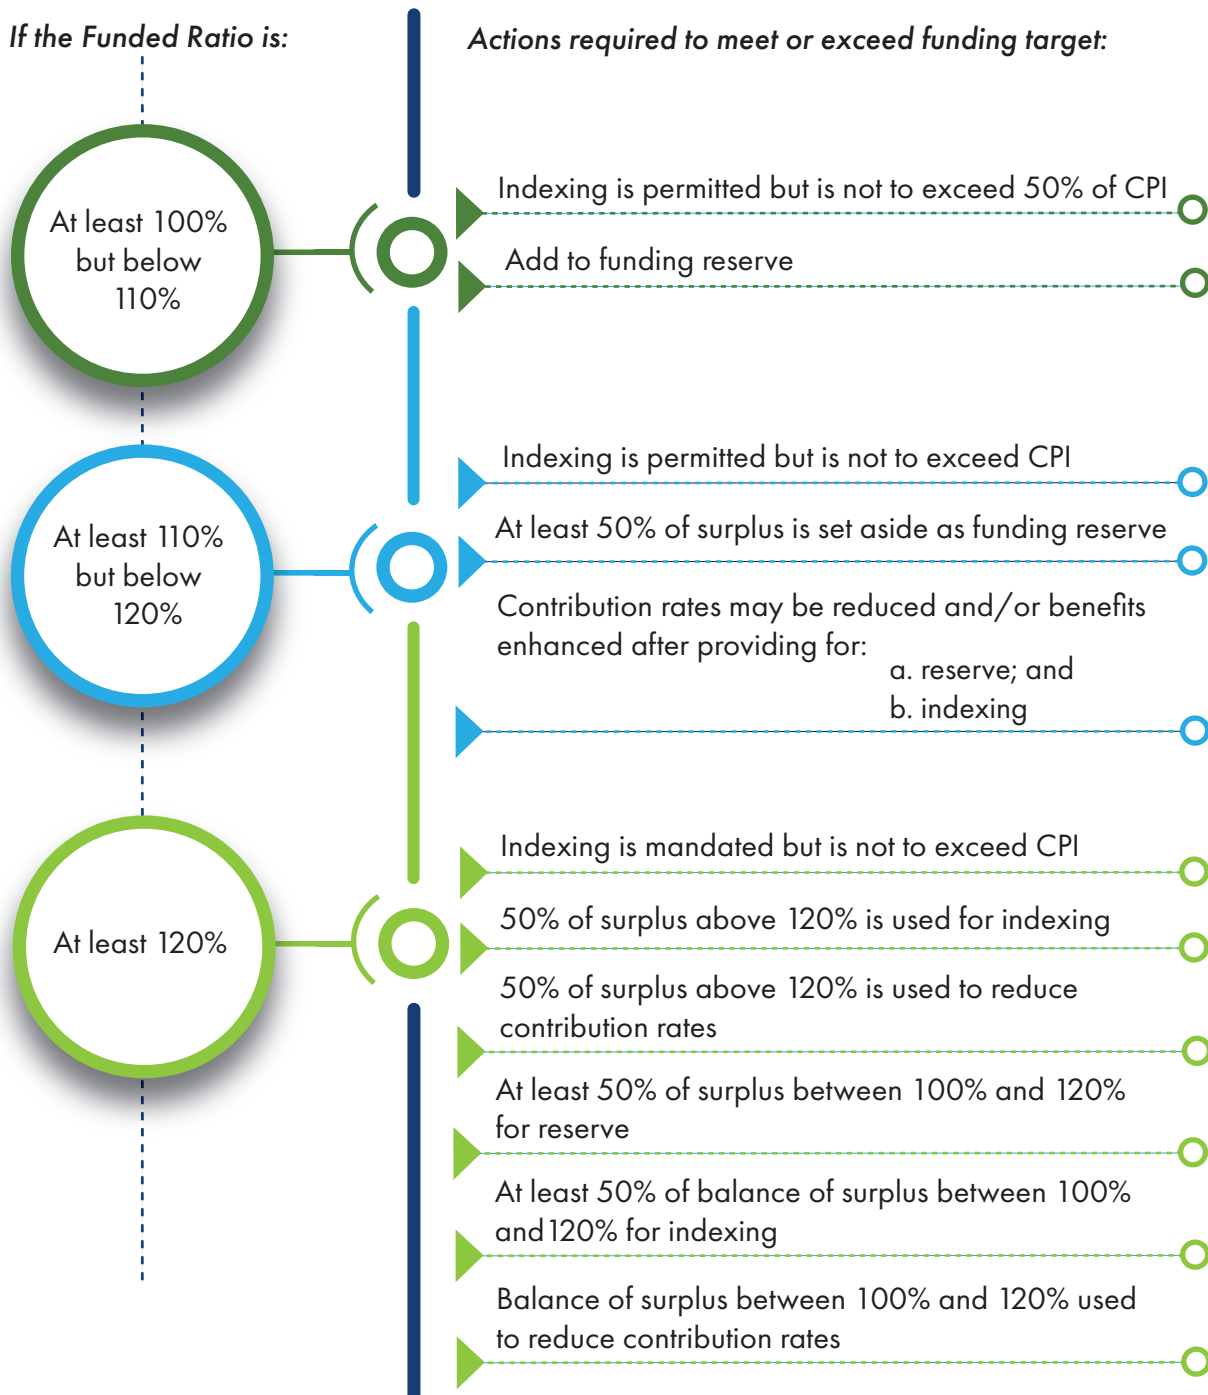 If the Funded Ratio is:
Actions required to meet or exceed funding target:
At least 100%
but below
110%
Indexing is permitted but is not to exceed 50% of CPI
Add to funding reserve
At least 110%
but below
120%
Indexing is permitted but is not to exceed CPI
At least 50% of surplus is set aside as funding reserve
Contribution rates may be reduced and/or benefits
enhanced after providing for:
a. reserve; and
b. indexing
At least 120%
Indexing is mandated but is not to exceed CPI
50% of surplus above 120% is used for indexing
50% of surplus above 120% is used to reduce
contribution rates
At least 50% of surplus between 100% and 120%
for reserve
At least 50% of balance of surplus between 100%
and120% for indexing
Balance of surplus between 100% and 120% used
to reduce contribution rates